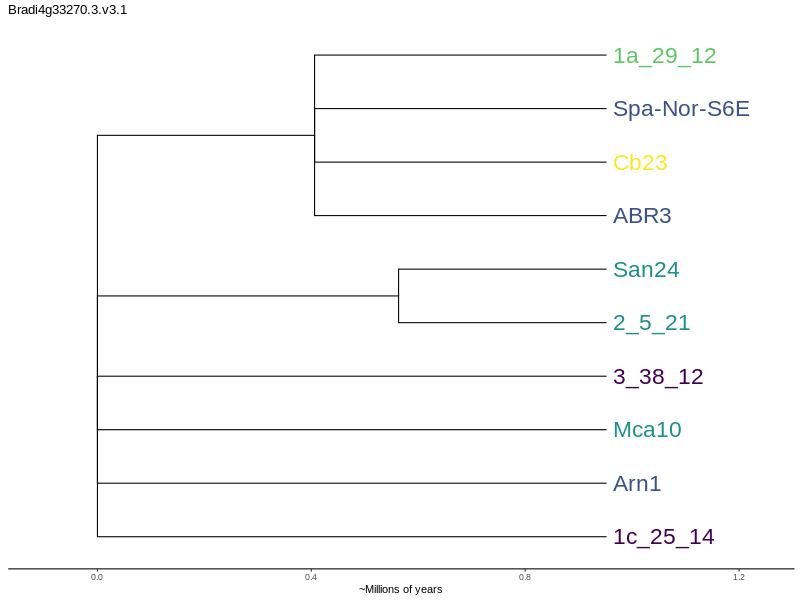 Bradi4g33270.3.v3.1
1a_29_12
Spa-Nor-S6E
Cb23
ABR3
San24
2_5_21
3_38_12
Mca10
Arn1
1c_25_14
0.0 0.4 0.8 1.2
~Millions of years